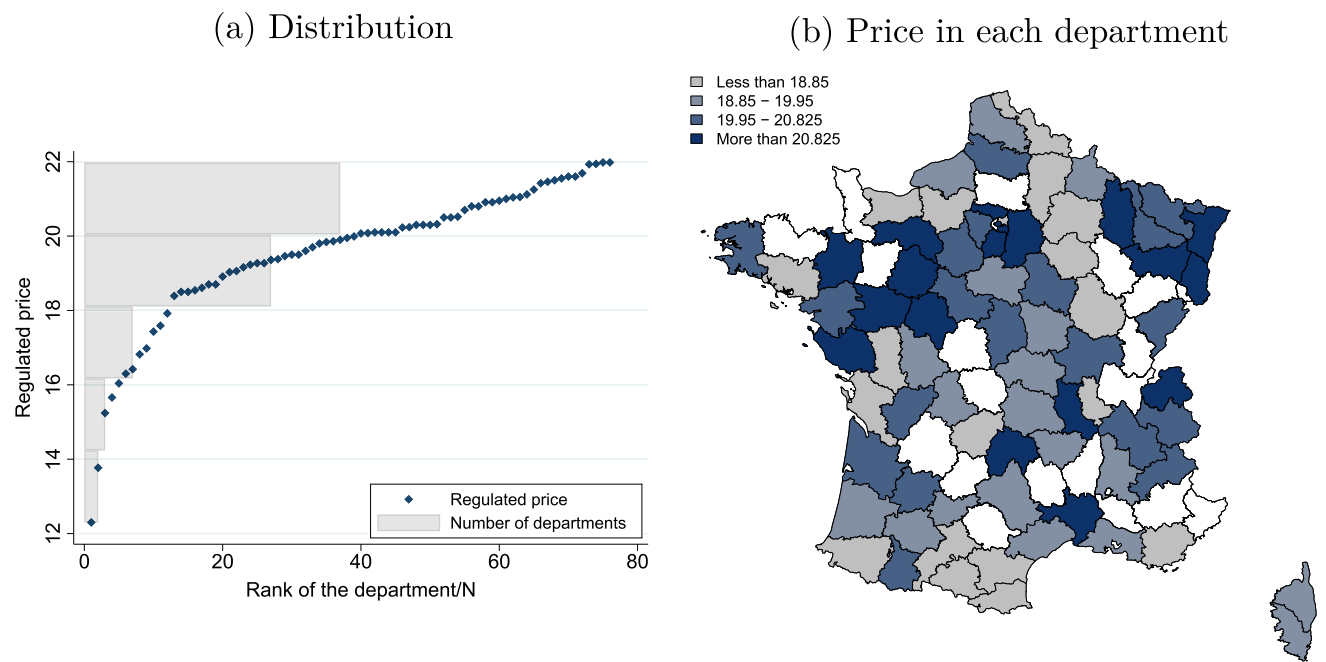 (a) Distribution
(b) Price in each department
Less than 18.85
18.85 − 19.95
19.95 − 20.825
More than 20.825
22
20
18
16
14
12
Regulated price
Regulated price
Number of departments
0
20
40
60
80
Rank of the department/N